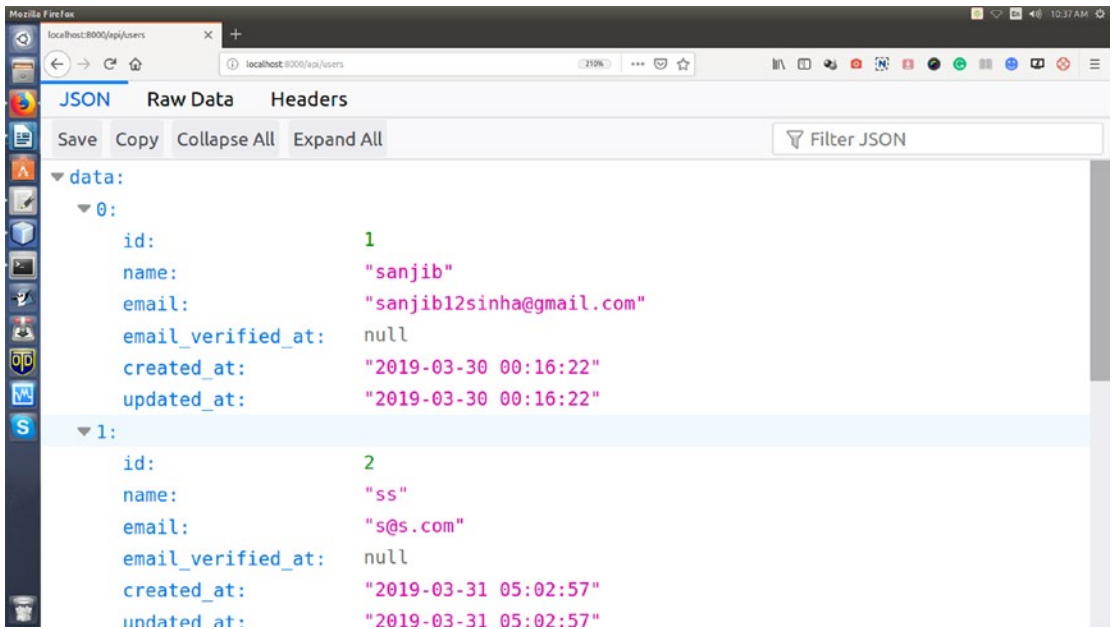 Mozilla Firefox
En 10:37 AM
localhost:8000/api/users × +
localhost:8000/api/users 210%
JSON Raw Data Headers
Save Copy Collapse All Expand All Filter JSON
data:
0:
id: 1
name: "sanjib"
email: "sanjib12sinha@gmail.com"
email_verified_at: null
created_at: "2019-03-30 00:16:22"
updated_at: "2019-03-30 00:16:22"
1:
id: 2
name: "ss"
email: "s@s.com"
email_verified_at: null
created_at: "2019-03-31 05:02:57"
updated_at: "2019-03-31 05:02:57"